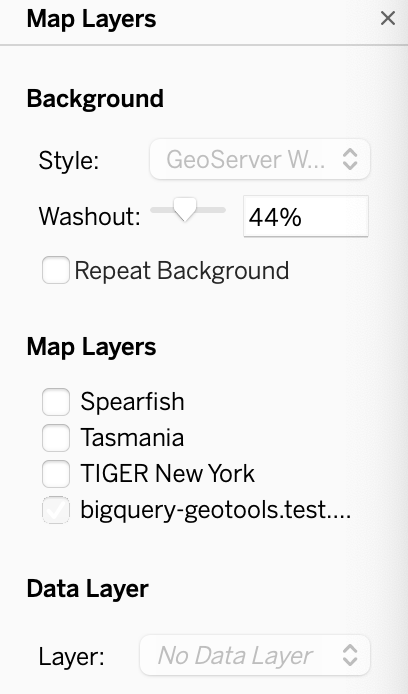 Map Layers
Background
Style: GeoServer W...
Washout: 44%
Repeat Background
Map Layers
Spearfish
Tasmania
TIGER New York
bigquery-geotools.test....
Data Layer
Layer: No Data Layer